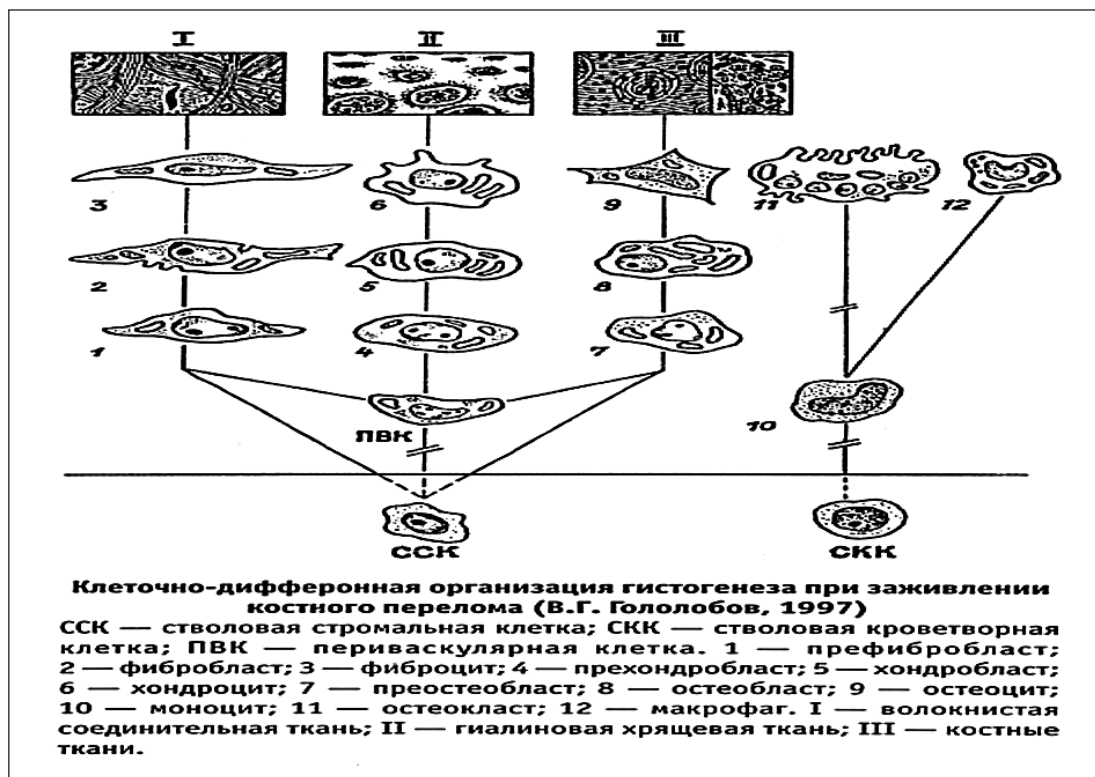 I II III
3 6 9 11 12
2 5 8
1 4 7
ПВК 10
ССК СКК
Клеточно-дифферонная организация гистогенеза при заживлении
костного перелома (В.Г. Гололобов, 1997)
ССК — стволовая стромальная клетка; СКК — стволовая кроветворная
клетка; ПВК — периваскулярная клетка. 1 — префибробласт;
2 — фибробласт; 3 — фиброцит; 4 — прехондробласт; 5 — хондробласт;
6 — хондроцит; 7 — преостеобласт; 8 — остеобласт; 9 — остеоцит;
10 — моноцит; 11 — остеокласт; 12 — макрофаг. I — волокнистая
соединительная ткань; II — гиалиновая хрящевая ткань; III — костные
ткани.